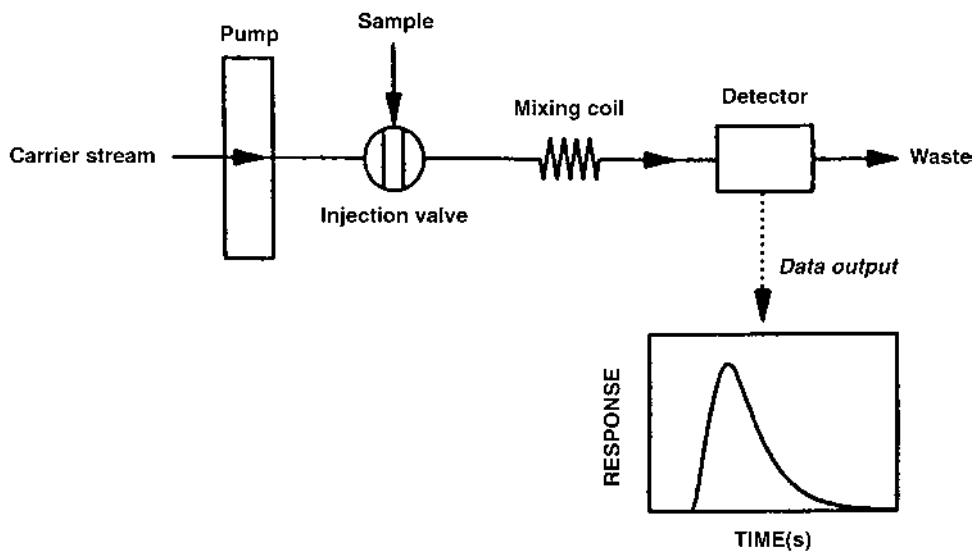 Sample
Pump
Mixing coil
Detector
Carrier stream
Waste
Injection valve
Data output
RESPONSE
TIME(s)